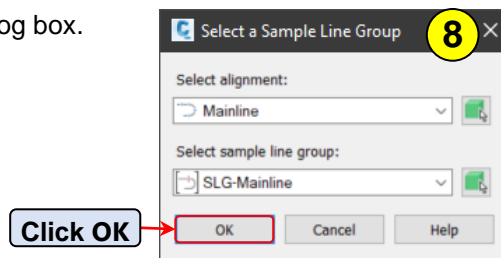 og box.
Select a Sample Line Group
8
Select alignment:
Mainline
Select sample line group:
SLG-Mainline
Click OK
OK Cancel Help